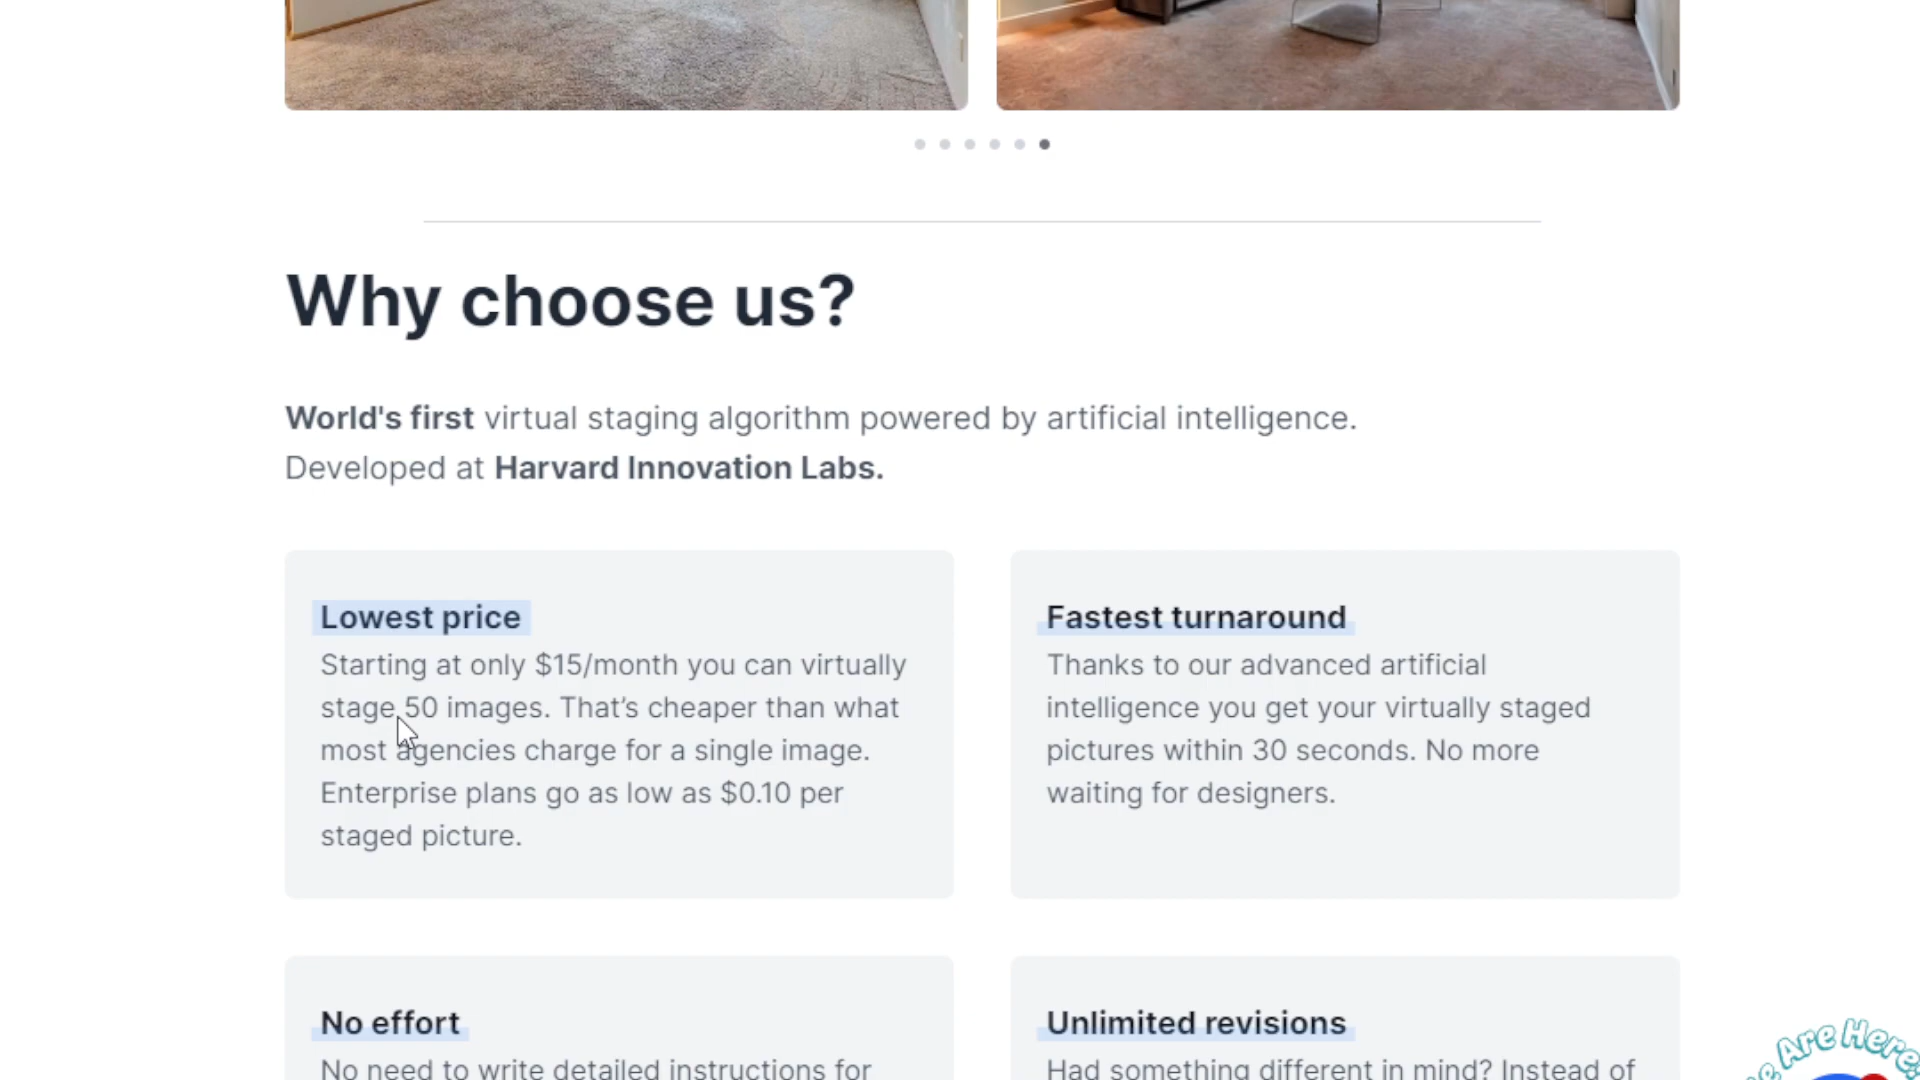 Why choose us?
World's first virtual staging algorithm powered by artificial intelligence.
Developed at Harvard Innovation Labs.
Lowest price
Starting at only $15/month you can virtually
stage 50 images. That’s cheaper than what
most agencies charge for a single image.
Enterprise plans go as low as $0.10 per
staged picture.
Fastest turnaround
Thanks to our advanced artificial
intelligence you get your virtually staged
pictures within 30 seconds. No more
waiting for designers.
No effort
No need to write detailed instructions for
Unlimited revisions
Had something different in mind? Instead of
Are Here